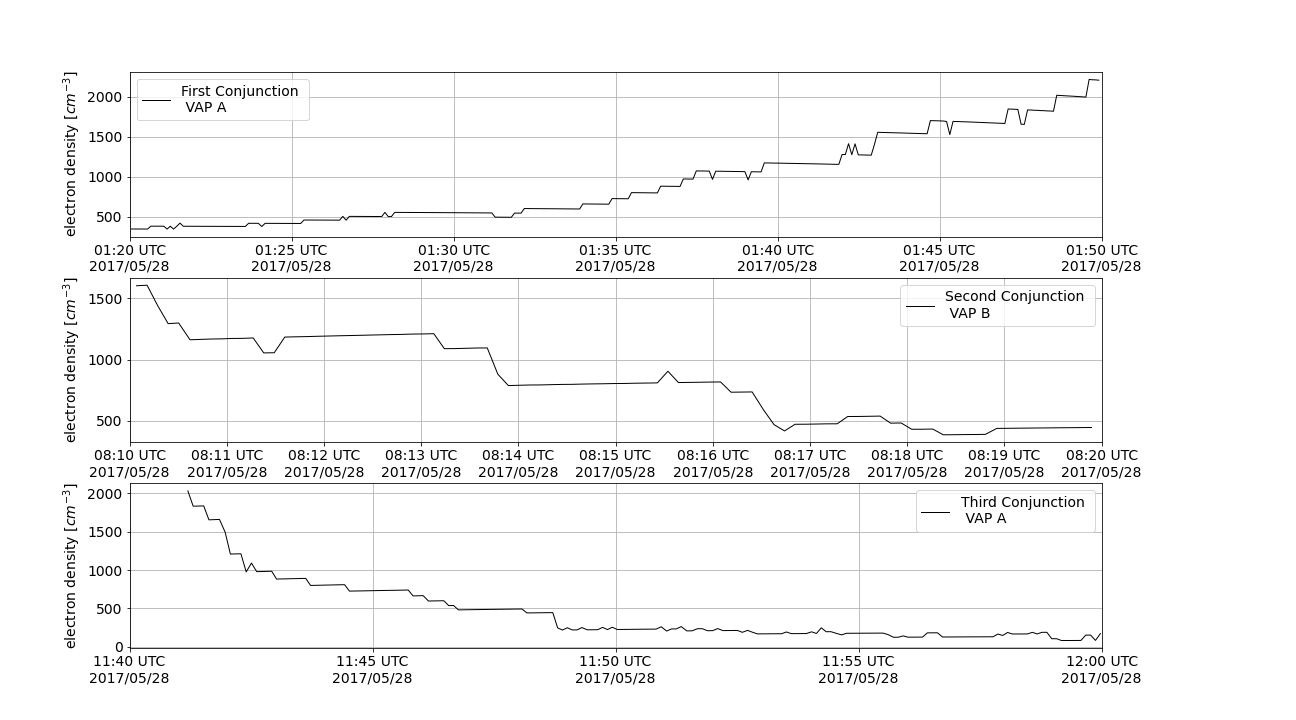 electron density [cm⁻³]
First Conjunction
VAP A
2000
1500
1000
500
01:20 UTC 01:25 UTC 01:30 UTC 01:35 UTC 01:40 UTC 01:45 UTC 01:50 UTC
2017/05/28 2017/05/28 2017/05/28 2017/05/28 2017/05/28 2017/05/28 2017/05/28
electron density [cm⁻³]
Second Conjunction
VAP B
1500
1000
500
08:10 UTC 08:11 UTC 08:12 UTC 08:13 UTC 08:14 UTC 08:15 UTC 08:16 UTC 08:17 UTC 08:18 UTC 08:19 UTC 08:20 UTC
2017/05/28 2017/05/28 2017/05/28 2017/05/28 2017/05/28 2017/05/28 2017/05/28 2017/05/28 2017/05/28 2017/05/28 2017/05/28
electron density [cm⁻³]
Third Conjunction
VAP A
2000
1500
1000
500
0
11:40 UTC 11:45 UTC 11:50 UTC 11:55 UTC 12:00 UTC
2017/05/28 2017/05/28 2017/05/28 2017/05/28 2017/05/28